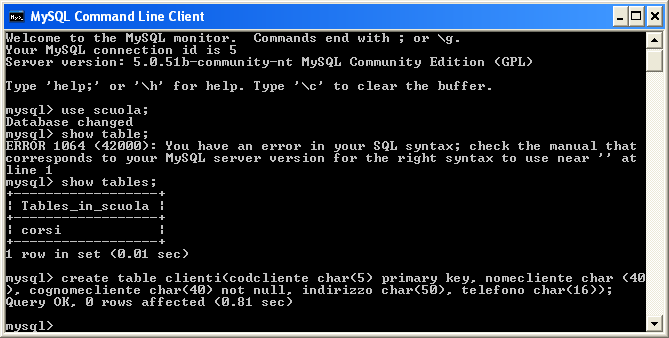 MySQL Command Line Client
Welcome to the MySQL monitor.  Commands end with ; or \g.
Your MySQL connection id is 5
Server version: 5.0.51b-community-nt MySQL Community Edition (GPL)
Type 'help;' or '\h' for help. Type '\c' to clear the buffer.
mysql> use scuola;
Database changed
mysql> show table;
ERROR 1064 (42000): You have an error in your SQL syntax; check the manual that
corresponds to your MySQL server version for the right syntax to use near '' at
line 1
mysql> show tables;
+------------------+
| Tables_in_scuola |
+------------------+
| corsi            |
+------------------+
1 row in set (0.01 sec)
mysql> create table clienti(codcliente char(5) primary key, nomecliente char (40
), cognomecliente char(40) not null, indirizzo char(50), telefono char(16));
Query OK, 0 rows affected (0.81 sec)
mysql>